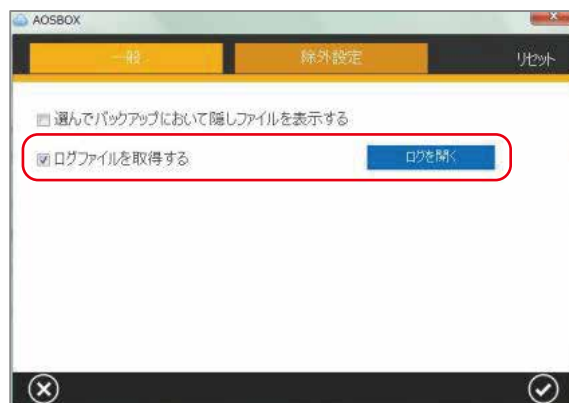 AOSBOX
一般 除外設定 リセット
選んでバックアップにおいて隠しファイルを表示する
ログファイルを取得する ログを開く